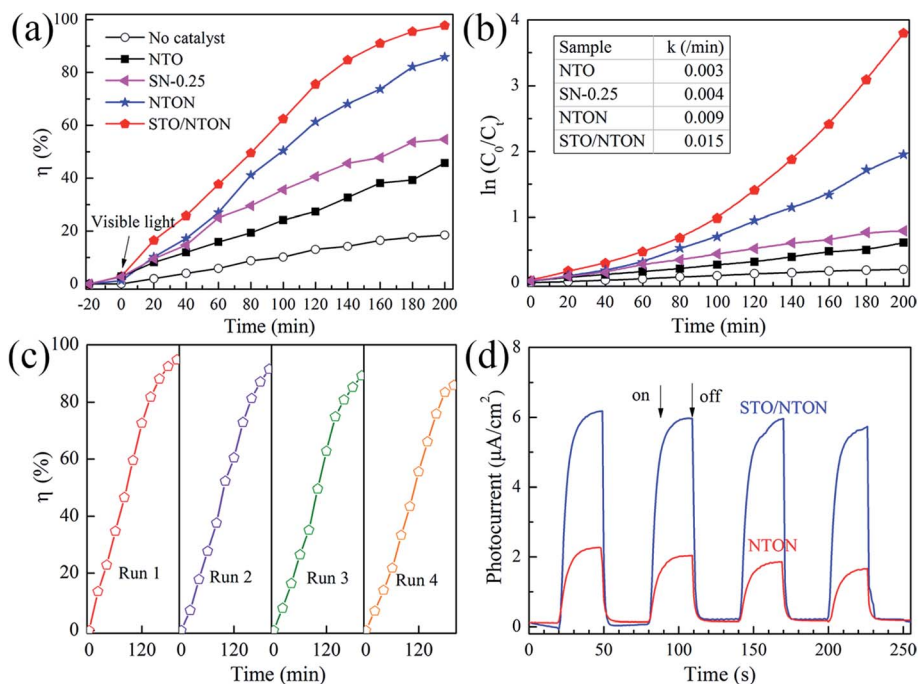 (a)
No catalyst
NTO
SN-0.25
NTON
STO/NTON
Visible light
η (%)
100
80
60
40
20
0
-20 0 20 40 60 80 100 120 140 160 180 200
Time (min)
(b)
Sample k (/min)
NTO 0.003
SN-0.25 0.004
NTON 0.009
STO/NTON 0.015
ln (C0/Ct)
4
3
2
1
0
0 20 40 60 80 100 120 140 160 180 200
Time (min)
(c)
η (%)
100
80
60
40
20
0
Run 1 Run 2 Run 3 Run 4
0 120 0 120 0 120 0 120
Time (min)
(d)
on off
STO/NTON
NTON
Photocurrent (μA/cm²)
8
6
4
2
0
0 50 100 150 200 250
Time (s)